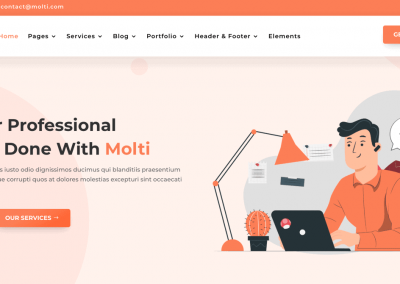 contact@molti.com
Home Pages Services Blog Portfolio Header & Footer Elements
Professional
Done With Molti
iusto odio dignissimos ducimus qui blanditiis praesentium
corrupti quos at dolores molestias excepturi sint occaecati
OUR SERVICES →